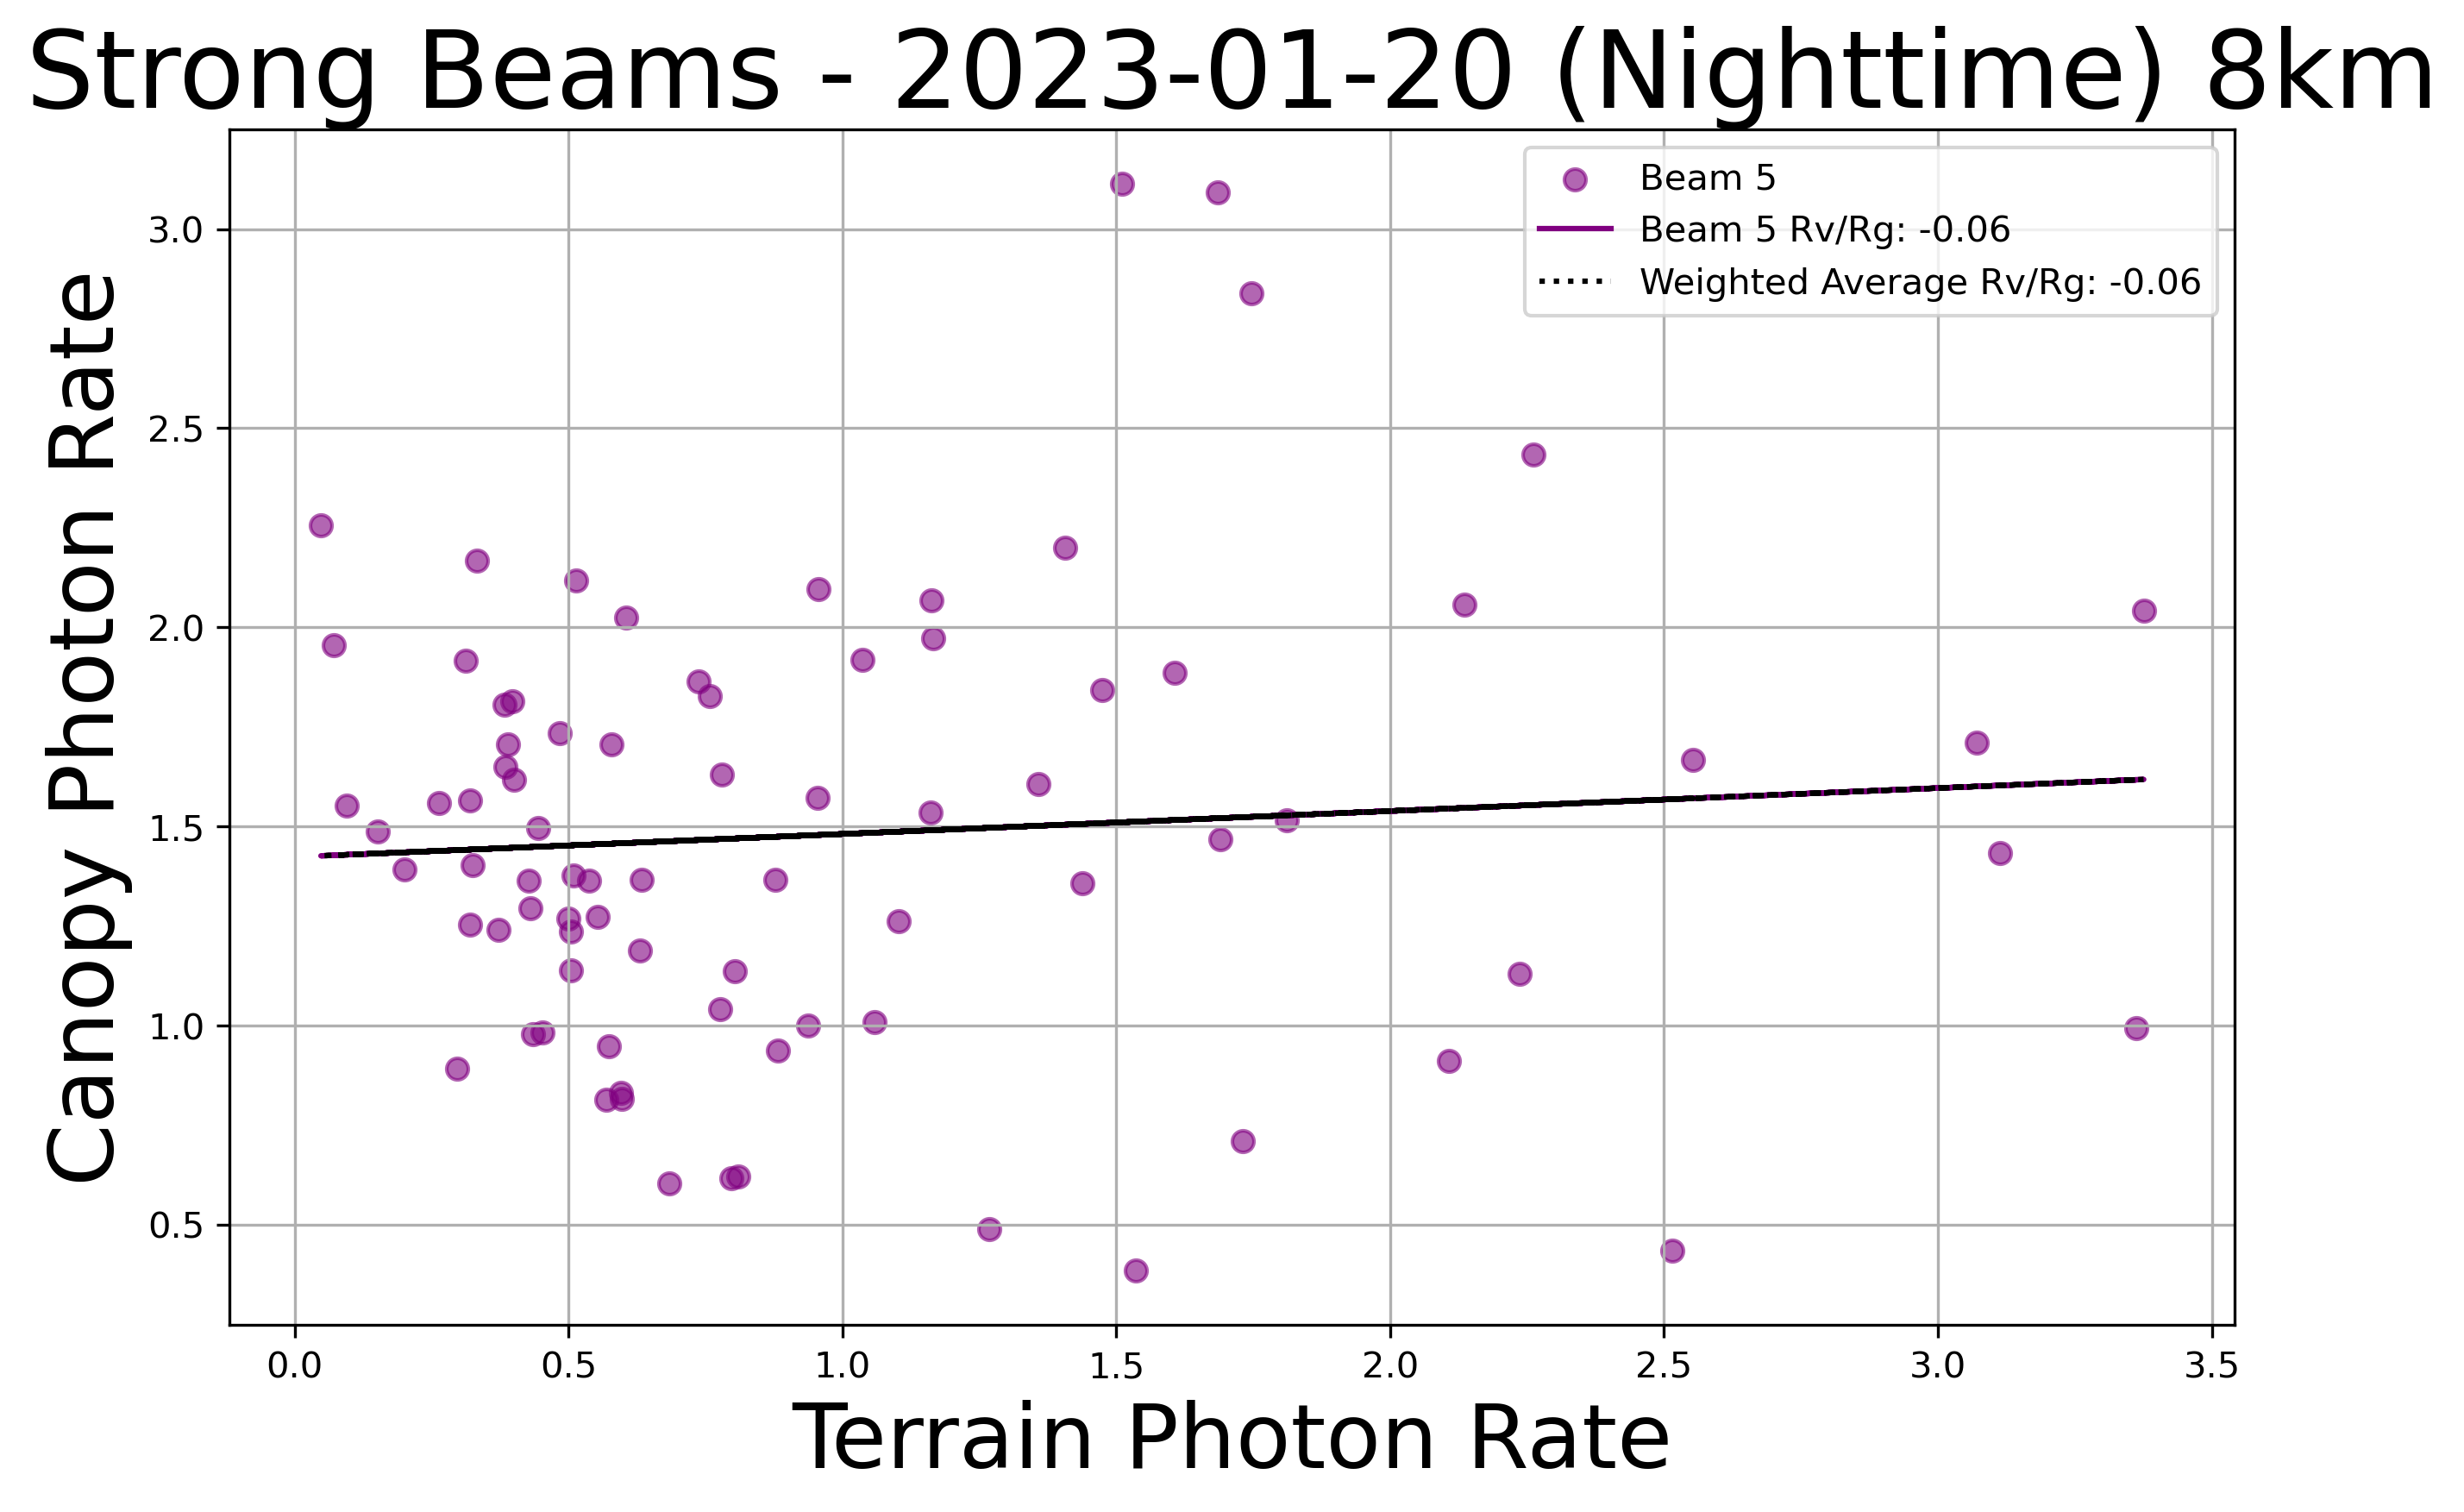 Strong Beams - 2023-01-20 (Nighttime) 8km
Beam 5
Beam 5 Rv/Rg: -0.06
Weighted Average Rv/Rg: -0.06
Canopy Photon Rate
3.0
2.5
2.0
1.5
1.0
0.5
0.0 0.5 1.0 1.5 2.0 2.5 3.0 3.5
Terrain Photon Rate